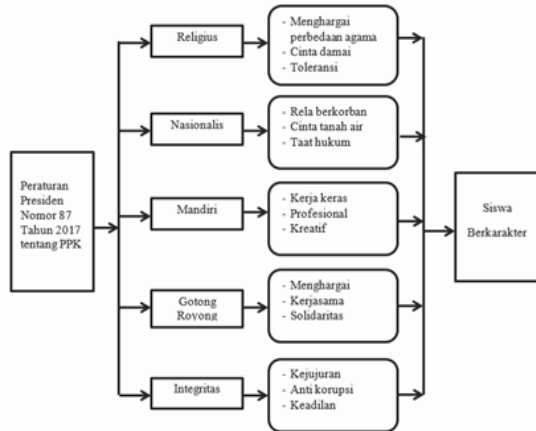 Peraturan
Presiden
Nomor 87
Tahun 2017
tentang PPK
Religius
- Menghargai
perbedaan agama
- Cinta damai
- Toleransi
Nasionalis
- Rela berkorban
- Cinta tanah air
- Taat hukum
Mandiri
- Kerja keras
- Profesional
- Kreatif
Gotong
Royong
- Menghargai
- Kerjasama
- Solidaritas
Integritas
- Kejujuran
- Anti korupsi
- Keadilan
Siswa
Berkarakter